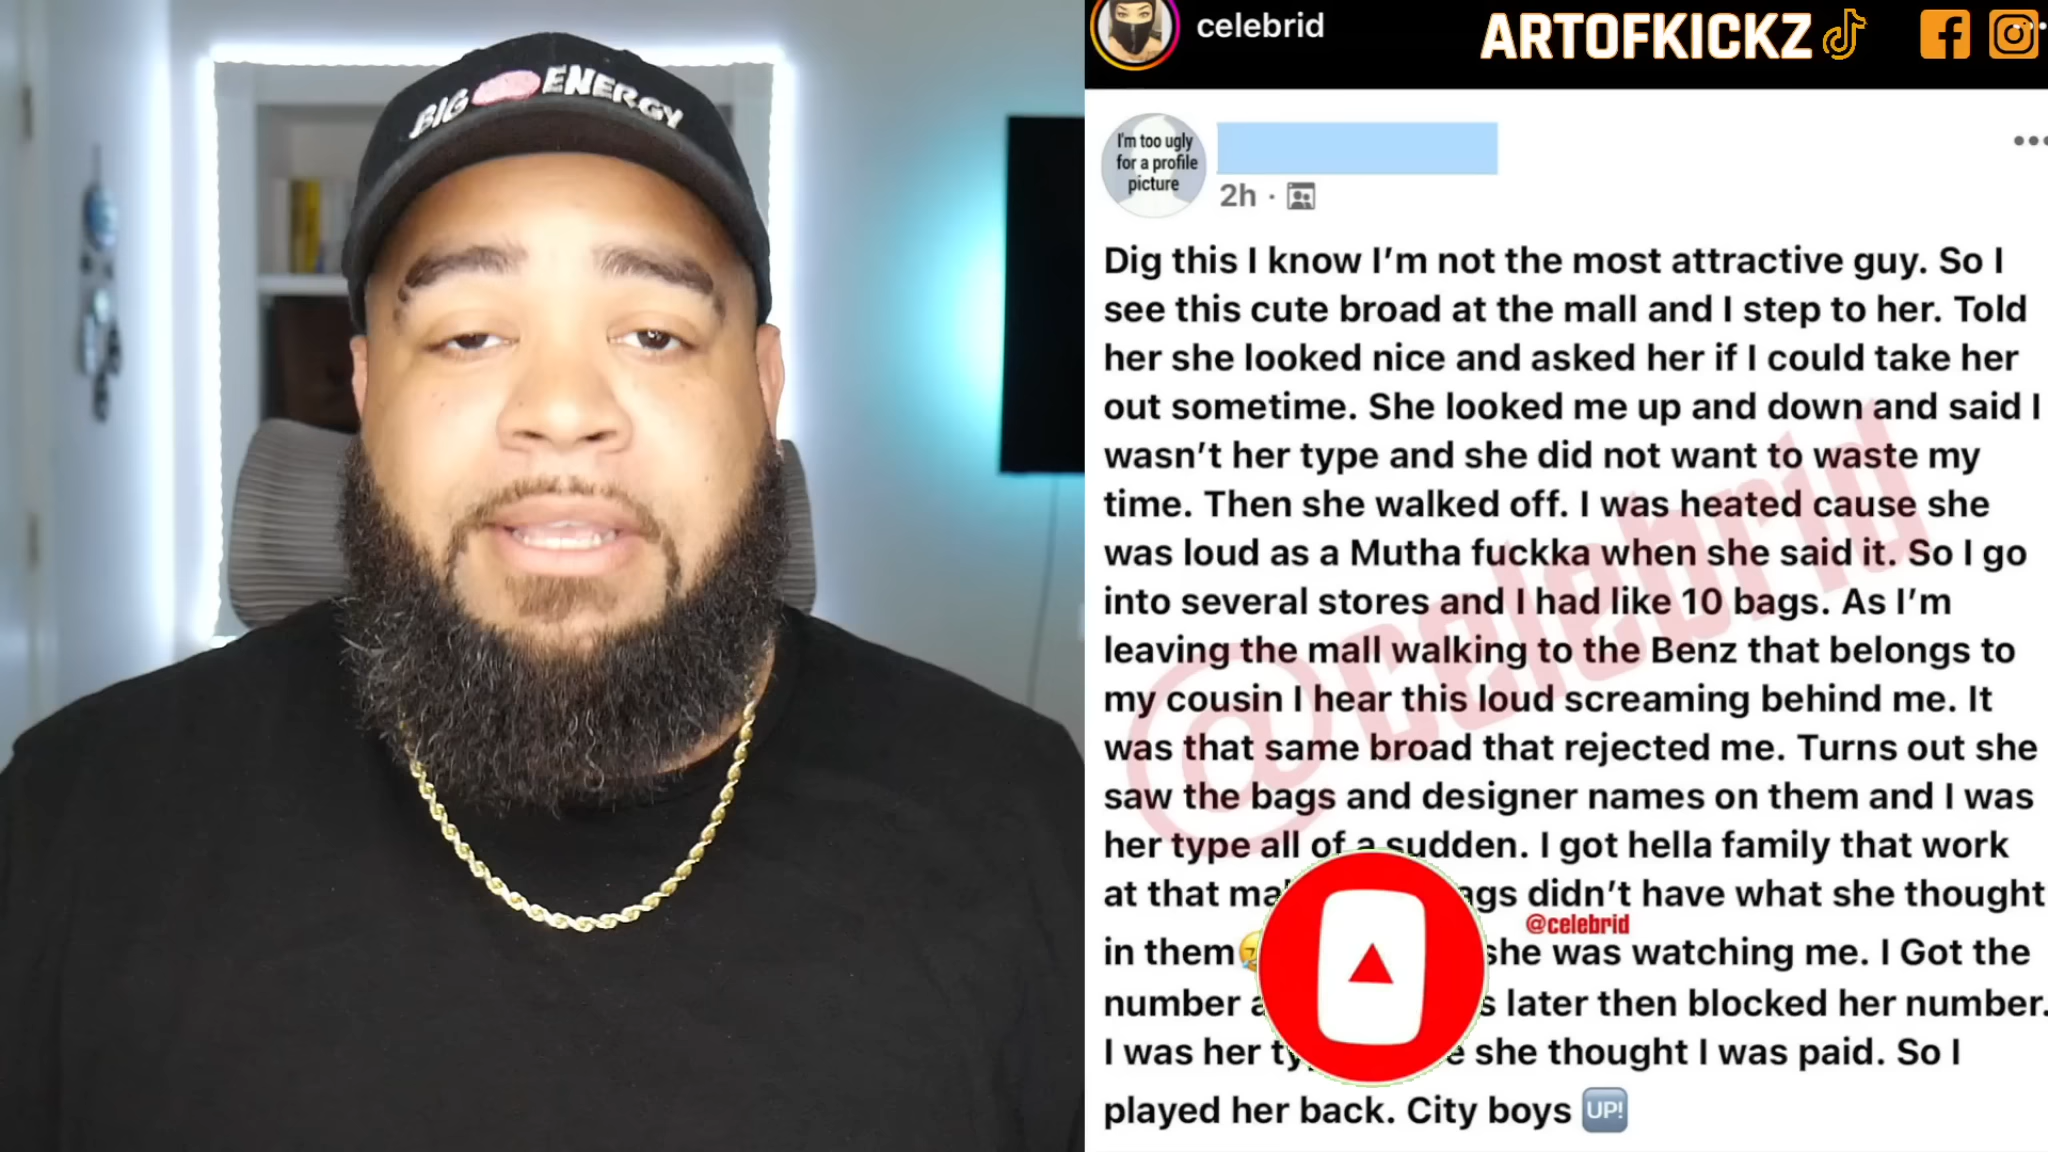 BIG ENERGY
celebrid
ARTOFKICKZ
I'm too ugly
for a profile
picture
2h ·
Dig this I know I'm not the most attractive guy. So I
see this cute broad at the mall and I step to her. Told
her she looked nice and asked her if I could take her
out sometime. She looked me up and down and said I
wasn't her type and she did not want to waste my
time. Then she walked off. I was heated cause she
was loud as a Mutha fuckka when she said it. So I go
into several stores and I had like 10 bags. As I'm
leaving the mall walking to the Benz that belongs to
my cousin I hear this loud screaming behind me. It
was that same broad that rejected me. Turns out she
saw the bags and designer names on them and I was
her type all of a sudden. I got hella family that work
at that didn't have what she thought
@celebrid
in them she was watching me. I Got the
number later then blocked her number.
I was her she thought I was paid. So I
played her back. City boys UP!
@celebrid